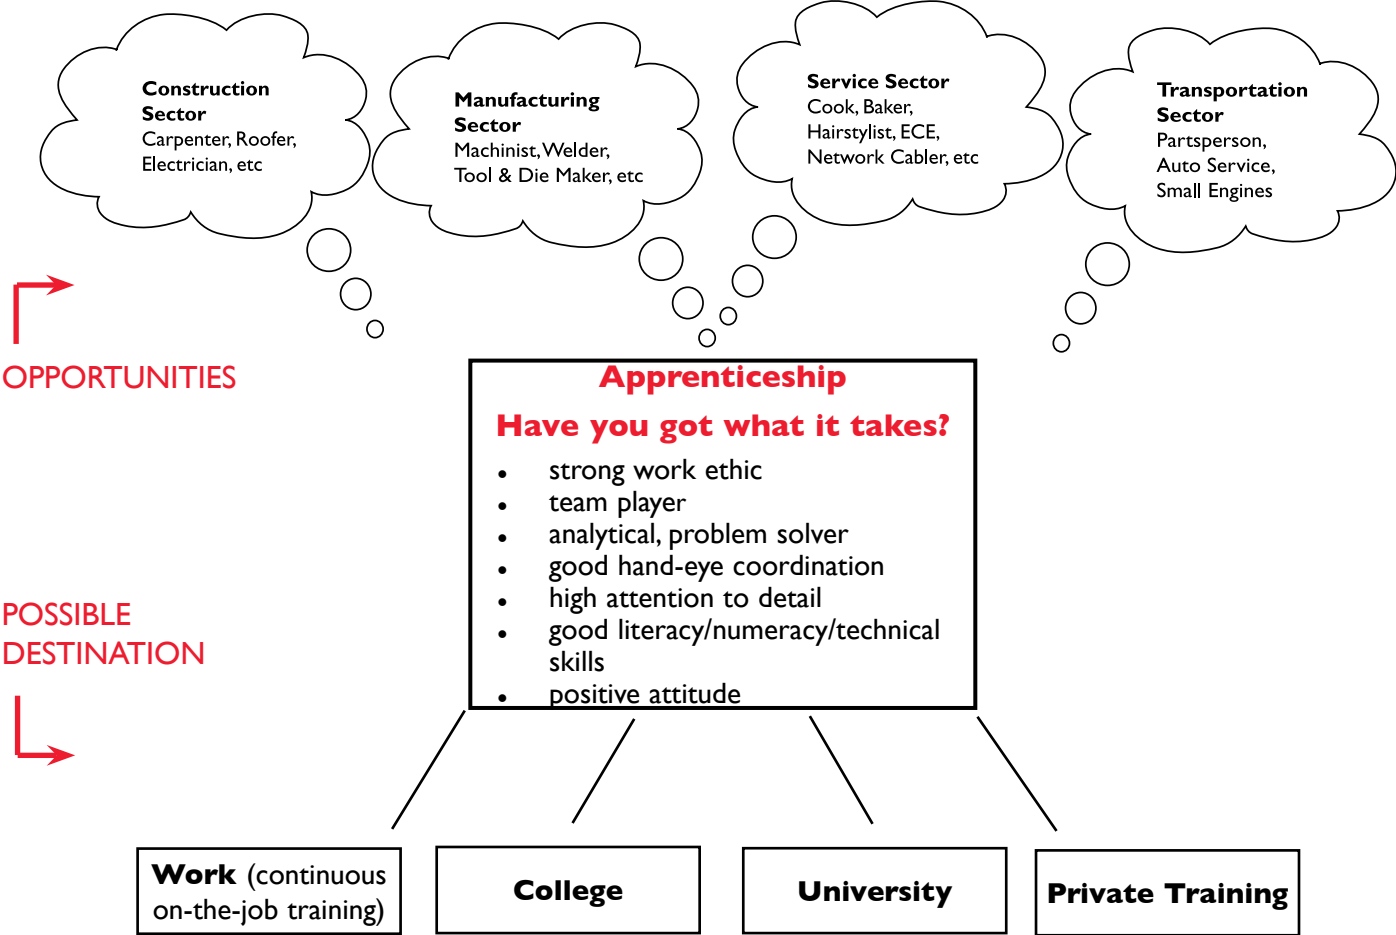 Construction
Sector
Carpenter, Roofer,
Electrician, etc
Manufacturing
Sector
Machinist, Welder,
Tool & Die Maker, etc
Service Sector
Cook, Baker,
Hairstylist, ECE,
Network Cabler, etc
Transportation
Sector
Partsperson,
Auto Service,
Small Engines
OPPORTUNITIES
Apprenticeship
Have you got what it takes?
• strong work ethic
• team player
• analytical, problem solver
• good hand-eye coordination
• high attention to detail
• good literacy/numeracy/technical
skills
• positive attitude
POSSIBLE
DESTINATION
Work (continuous
on-the-job training)
College
University
Private Training